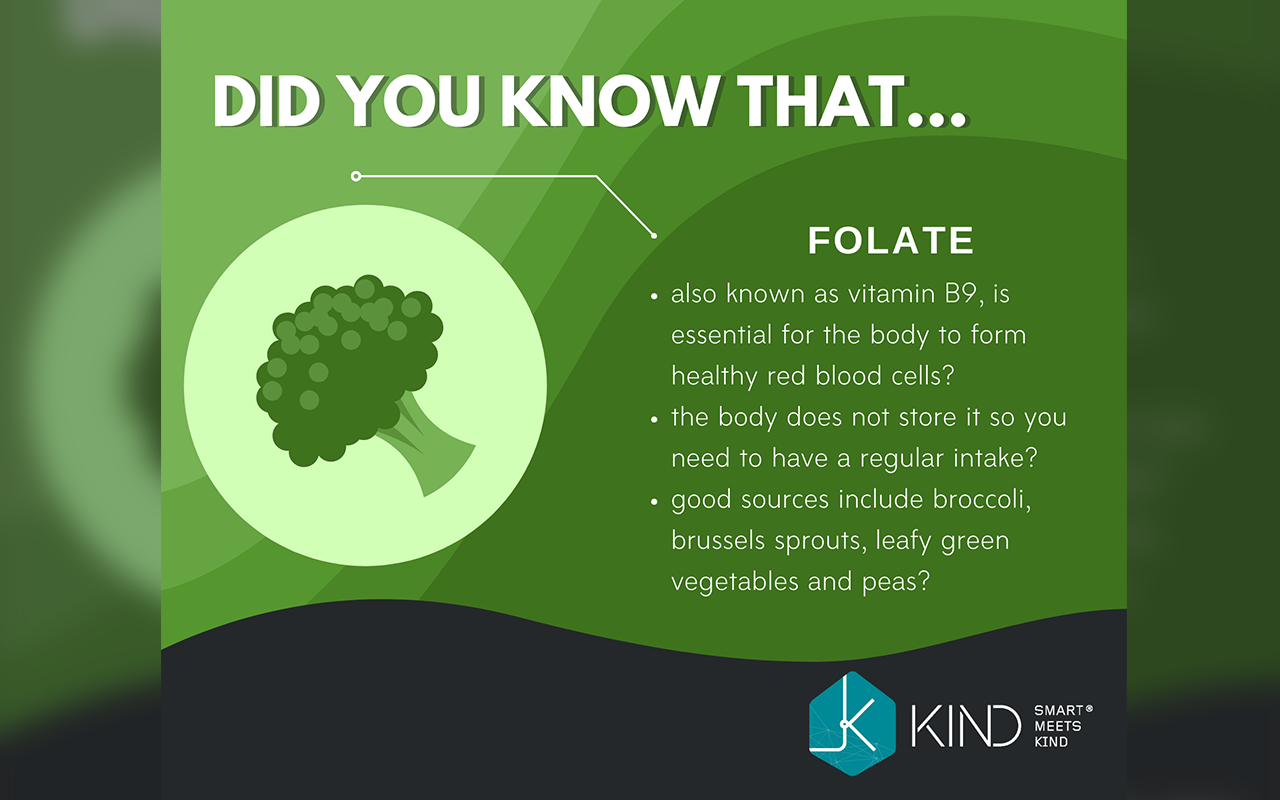 DID YOU KNOW THAT...
FOLATE
• also known as vitamin B9, is
essential for the body to form
healthy red blood cells?
• the body does not store it so you
need to have a regular intake?
• good sources include broccoli,
brussels sprouts, leafy green
vegetables and peas?
KIND
SMART®
MEETS
KIND